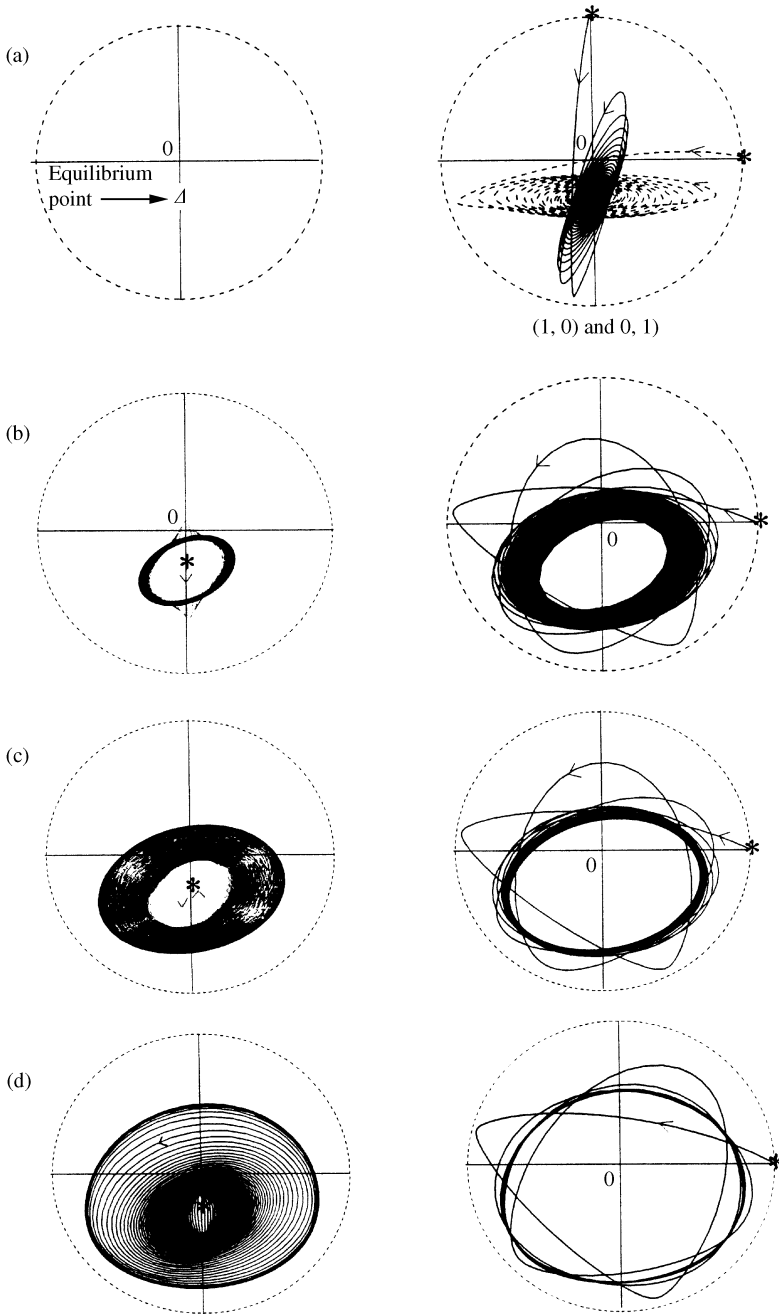 (a)
0
Equilibrium
point
Δ
0
(1, 0) and 0, 1)
(b)
0
0
(c)
0
(d)
0